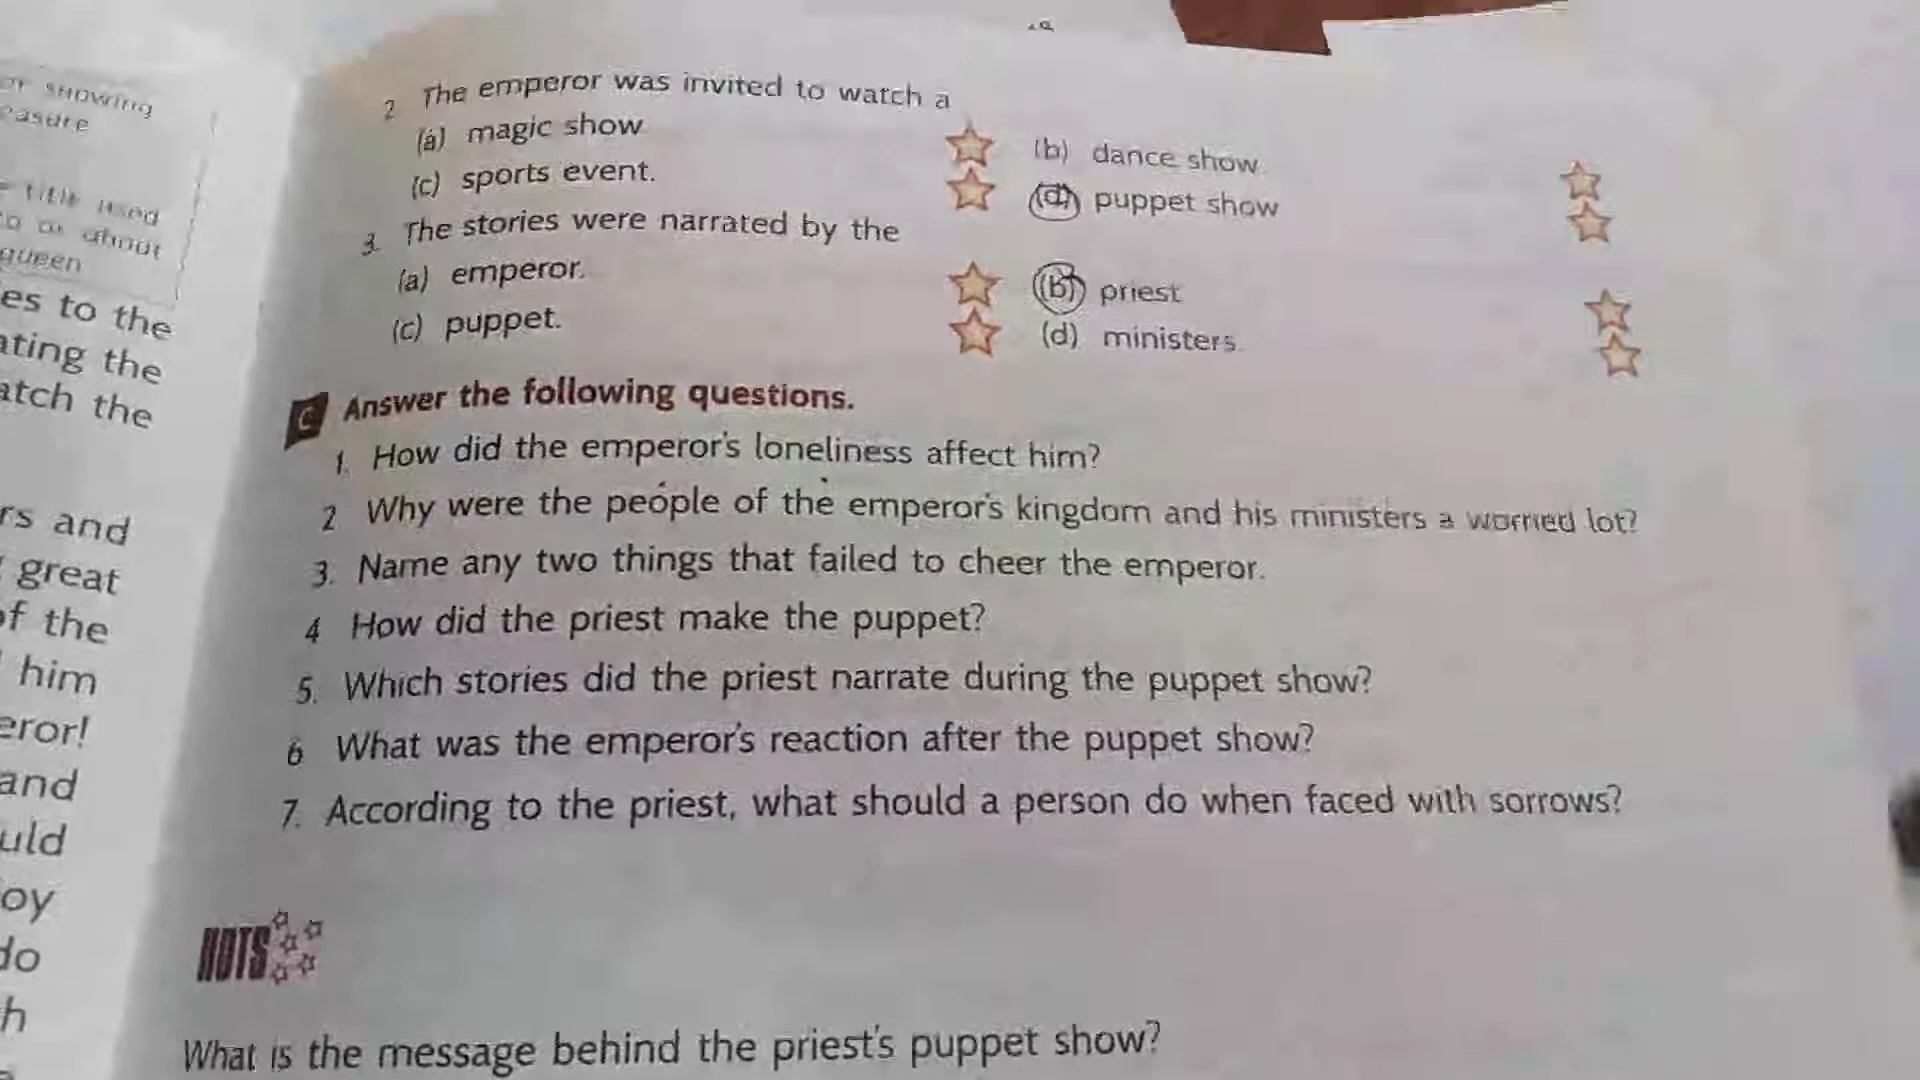 or showing
easure
title used
to or about
queen
es to the
ating the
atch the
rs and
great
of the
him
eror!
and
uld
joy
do
h
2. The emperor was invited to watch a
(a) magic show
(b) dance show
(c) sports event.
(d) puppet show
3. The stories were narrated by the
(a) emperor.
(b) priest
(c) puppet.
(d) ministers.
C Answer the following questions.
1. How did the emperor's loneliness affect him?
2 Why were the people of the emperor's kingdom and his ministers a worried lot?
3. Name any two things that failed to cheer the emperor.
4 How did the priest make the puppet?
5. Which stories did the priest narrate during the puppet show?
6 What was the emperor's reaction after the puppet show?
7. According to the priest, what should a person do when faced with sorrows?
HOTS
What is the message behind the priest's puppet show?